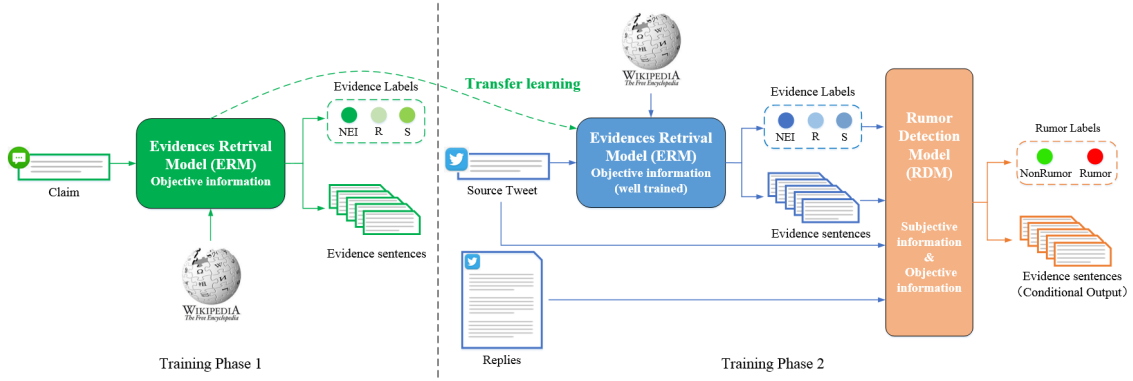 Evidence Labels
NEI R S
Evidences Retrival
Model (ERM)
Objective information
Claim
Evidence sentences
WIKIPEDIA
The Free Encyclopedia
Training Phase 1
Transfer learning
WIKIPEDIA
The Free Encyclopedia
Evidence Labels
NEI R S
Evidences Retrival
Model (ERM)
Objective information
(well trained)
Source Tweet
Evidence sentences
Replies
Rumor
Detection
Model
(RDM)
Subjective
information
&
Objective
information
Rumor Labels
NonRumor Rumor
Evidence sentences
(Conditional Output)
Training Phase 2